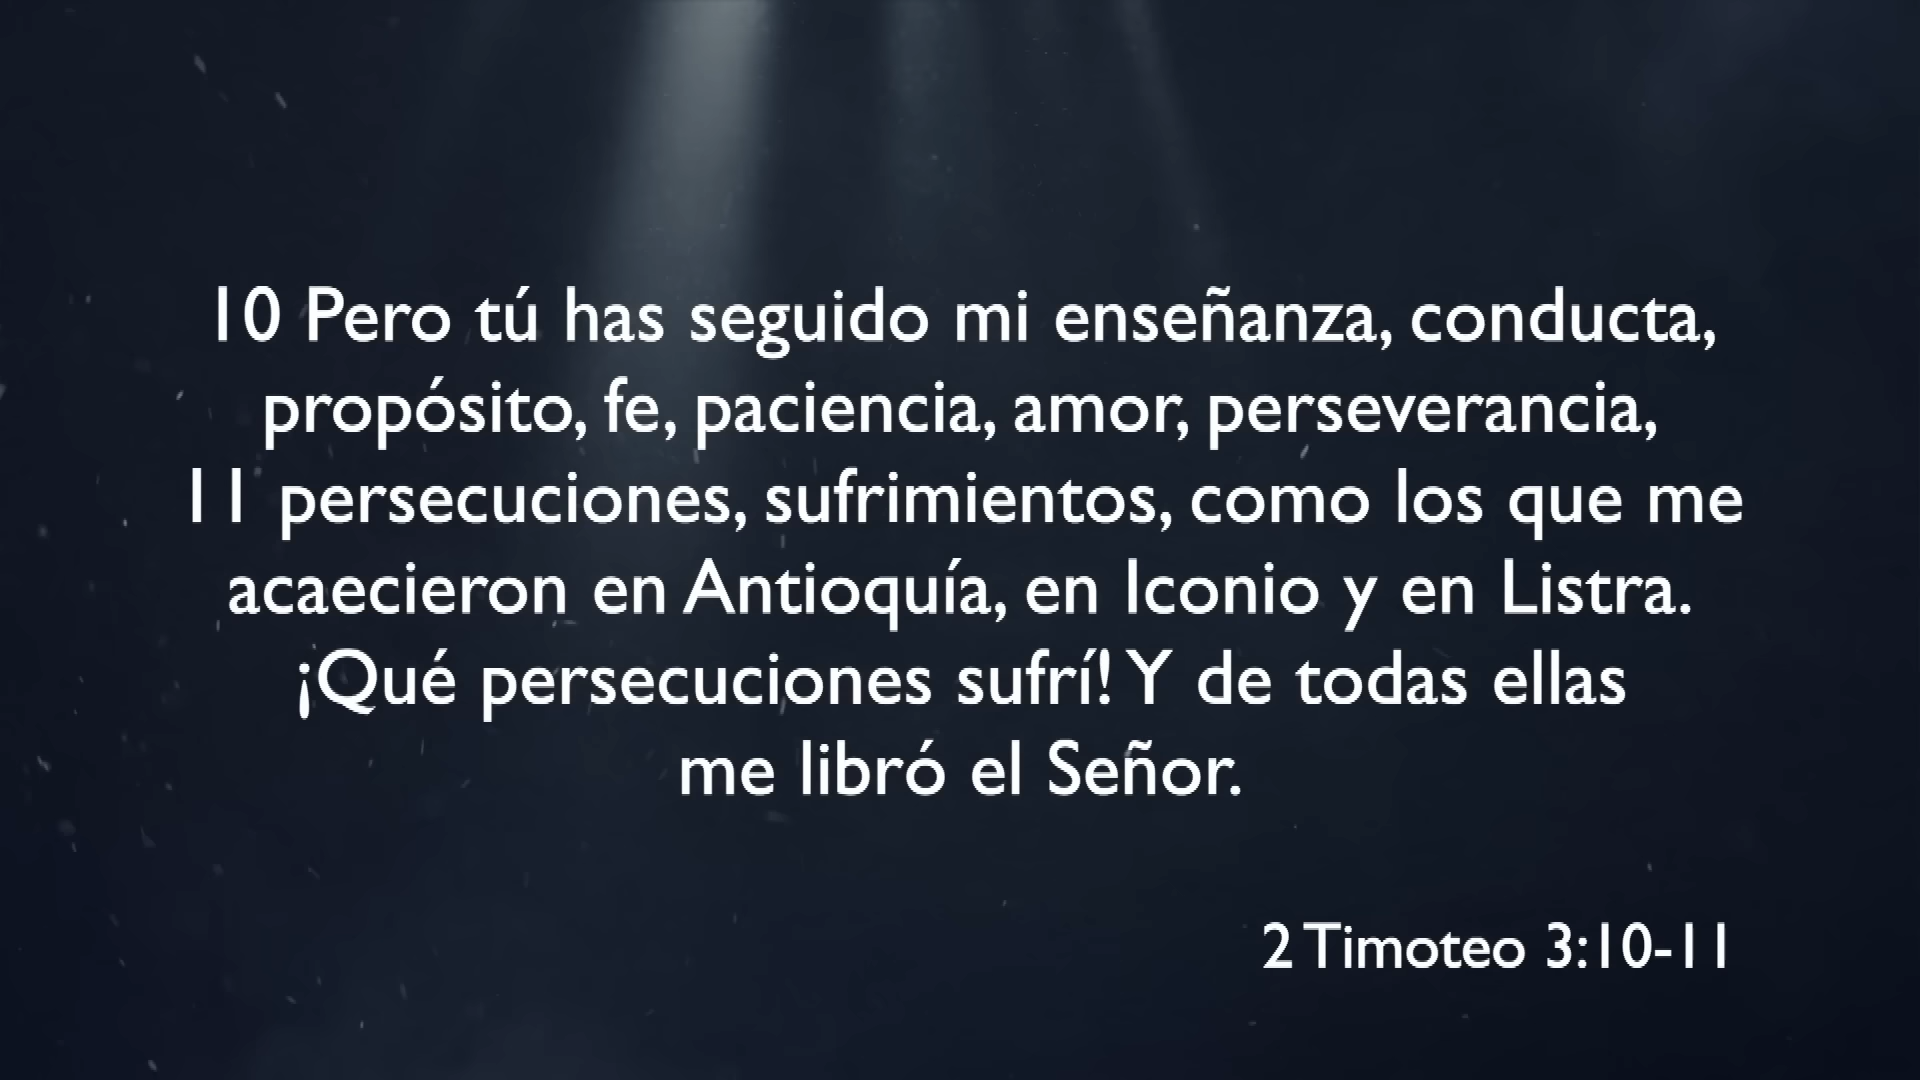 10 Pero tú has seguido mi enseñanza, conducta,
propósito, fe, paciencia, amor, perseverancia,
11 persecuciones, sufrimientos, como los que me
acaecieron en Antioquía, en Iconio y en Listra.
¡Qué persecuciones sufrí! Y de todas ellas
me libró el Señor.
2 Timoteo 3:10-11